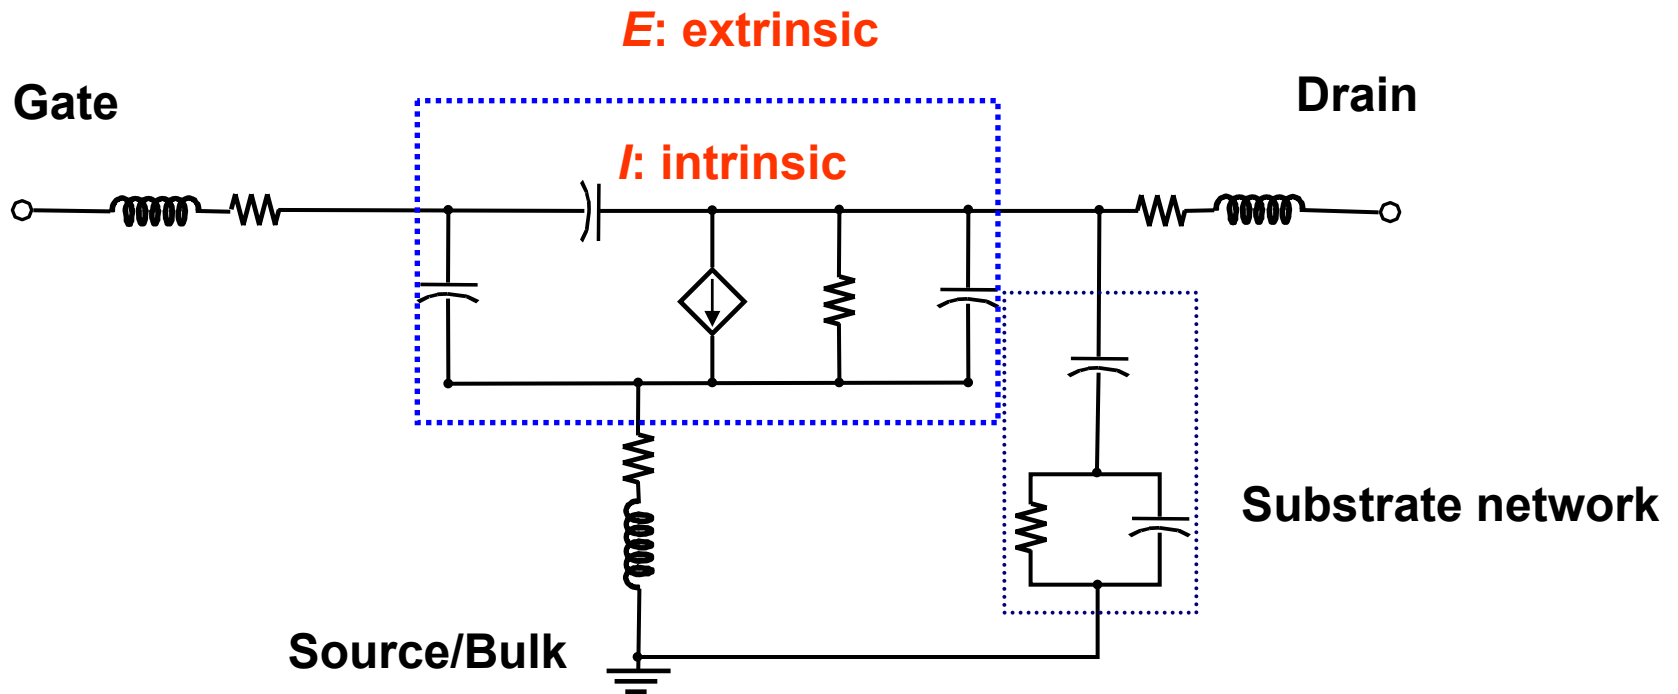 E: extrinsic
Gate
Drain
I: intrinsic
Substrate network
Source/Bulk